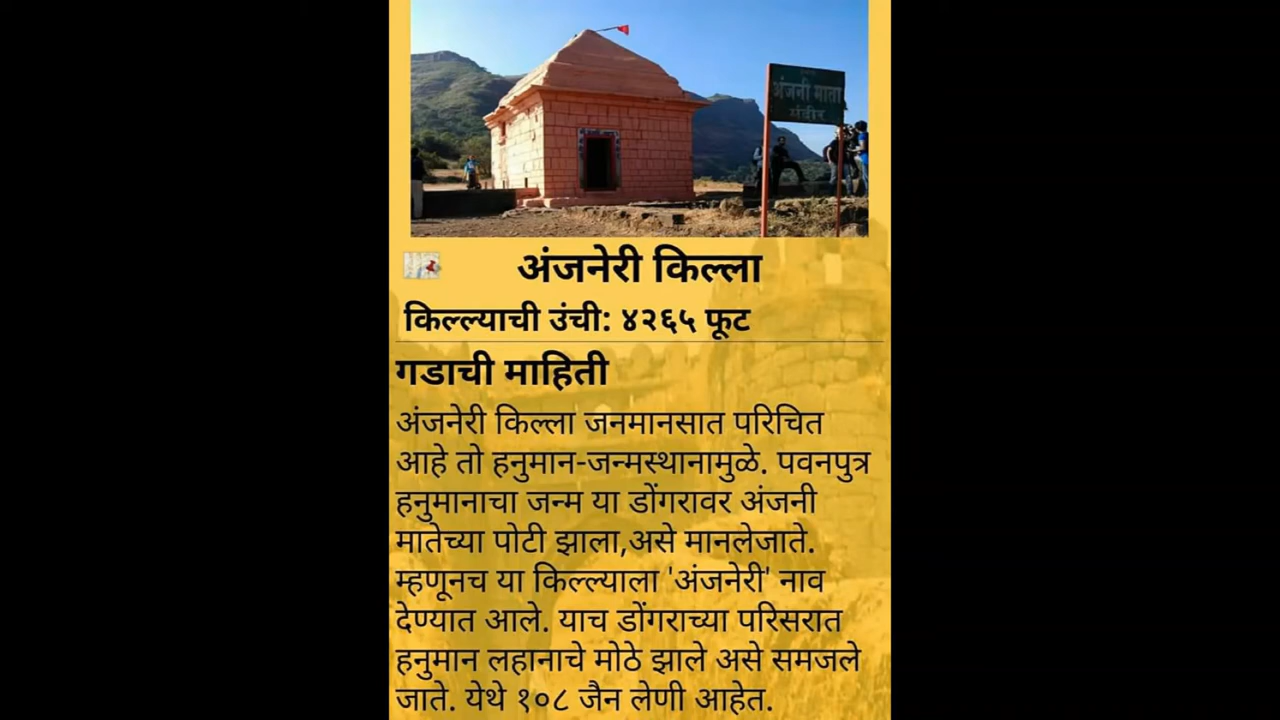 अंजनी माता
अंजनेरी किल्ला
किल्ल्याची उंची: ४२६५ फूट
गडाची माहिती
अंजनेरी किल्ला जनमानसात परिचित
आहे तो हनुमान-जन्मस्थानामुळे. पवनपुत्र
हनुमानाचा जन्म या डोंगरावर अंजनी
मातेच्या पोटी झाला,असे मानलेजाते.
म्हणूनच या किल्ल्याला 'अंजनेरी' नाव
देण्यात आले. याच डोंगराच्या परिसरात
हनुमान लहानाचे मोठे झाले असे समजले
जाते. येथे १०८ जैन लेणी आहेत.